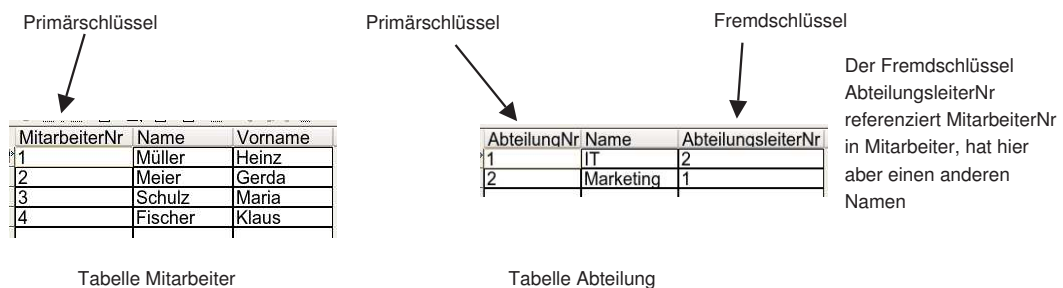 Primärschlüssel
Primärschlüssel
Fremdschlüssel
Der Fremdschlüssel
AbteilungsleiterNr
referenziert MitarbeiterNr
in Mitarbeiter, hat hier
aber einen anderen
Namen
MitarbeiterNr Name Vorname
1 Müller Heinz
2 Meier Gerda
3 Schulz Maria
4 Fischer Klaus
AbteilungNr Name AbteilungsleiterNr
1 IT 2
2 Marketing 1
Tabelle Mitarbeiter
Tabelle Abteilung